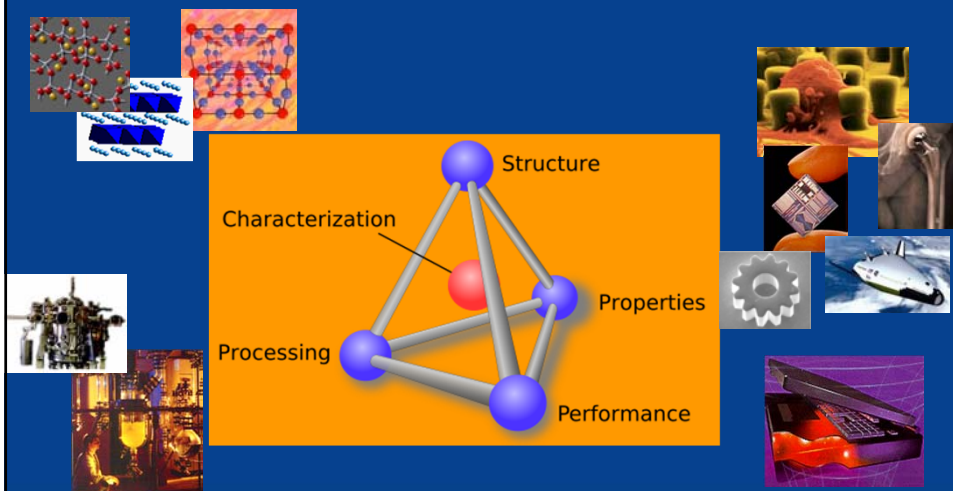 Structure
Characterization
Properties
Processing
Performance